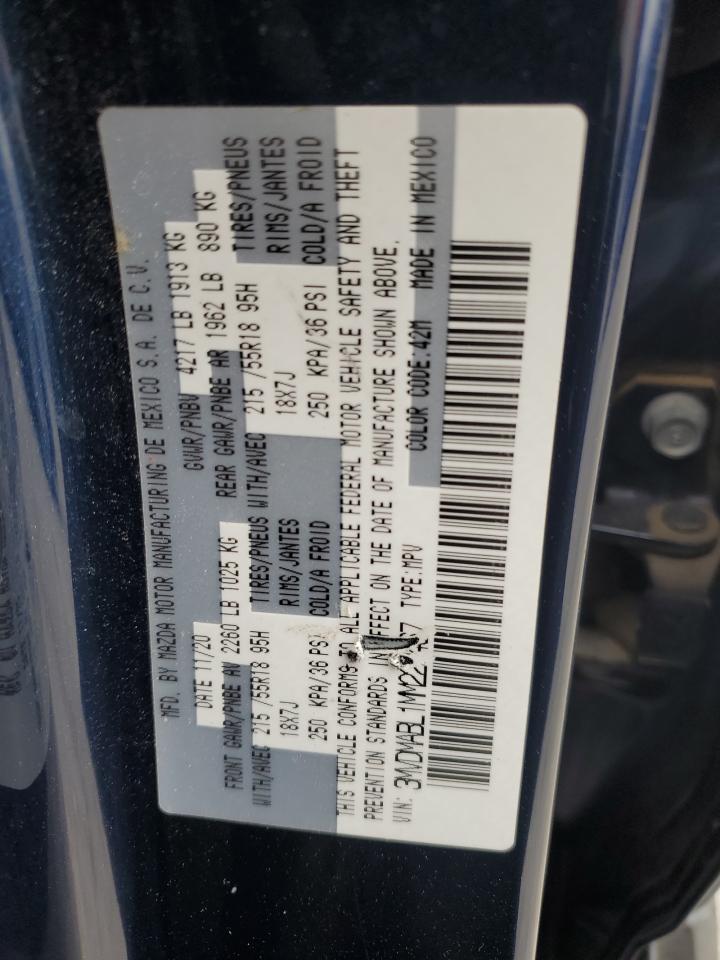 MFD. BY MAZDA MOTOR MANUFACTURING DE MEXICO S.A. DE C.V.
DATE 11/20 GVWR/PNBV 4217 LB 1913 KG
FRONT GAWR/PNBE AV 2260 LB 1025 KG REAR GAWR/PNBE AR 1962 LB 890 KG
WITH/AVEC 215 /55R18 95H TIRES/PNEUS WITH/AVEC 215 /55R18 95H TIRES/PNEUS
18X7J RIMS/JANTES 18X7J RIMS/JANTES
250 KPA/36 PSI COLD/A FROID 250 KPA/36 PSI COLD/A FROID
THIS VEHICLE CONFORMS TO ALL APPLICABLE FEDERAL MOTOR VEHICLE SAFETY AND THEFT
PREVENTION STANDARDS IN EFFECT ON THE DATE OF MANUFACTURE SHOWN ABOVE.
VIN: TYPE:MPV COLOR CODE:42M MADE IN MEXICO